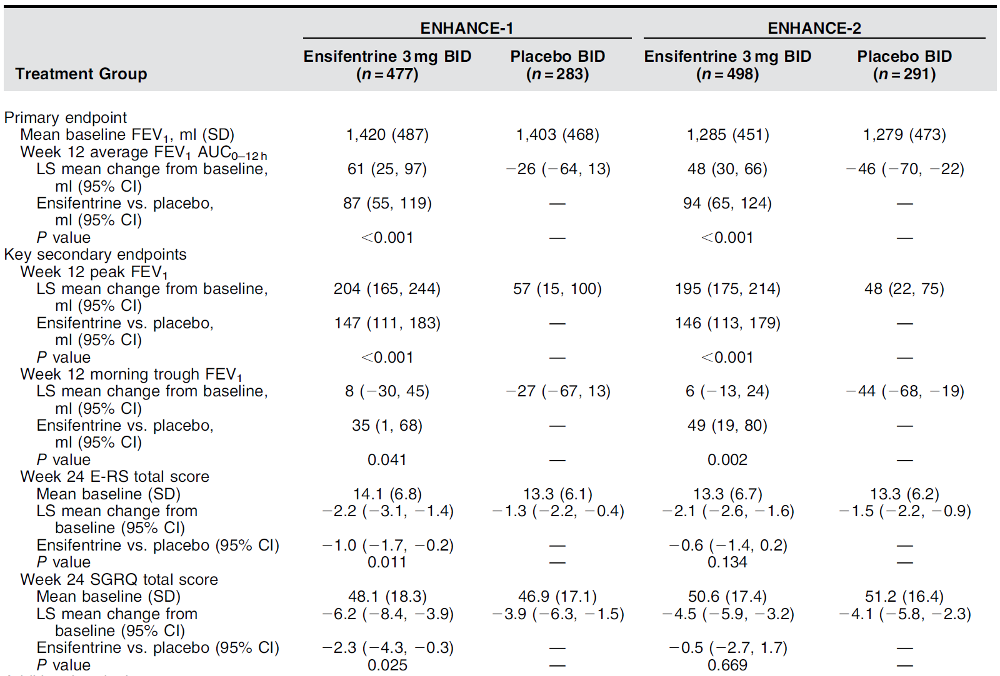 ENHANCE-1 ENHANCE-2
Ensifentrine 3 mg BID Placebo BID Ensifentrine 3 mg BID Placebo BID
Treatment Group (n = 477) (n = 283) (n = 498) (n = 291)
Primary endpoint
Mean baseline FEV1, ml (SD) 1,420 (487) 1,403 (468) 1,285 (451) 1,279 (473)
Week 12 average FEV1 AUC0–12 h
LS mean change from baseline, 61 (25, 97) −26 (−64, 13) 48 (30, 66) −46 (−70, −22)
ml (95% CI)
Ensifentrine vs. placebo, 87 (55, 119) — 94 (65, 124) —
ml (95% CI)
P value <0.001 — <0.001 —
Key secondary endpoints
Week 12 peak FEV1
LS mean change from baseline, 204 (165, 244) 57 (15, 100) 195 (175, 214) 48 (22, 75)
ml (95% CI)
Ensifentrine vs. placebo, 147 (111, 183) — 146 (113, 179) —
ml (95% CI)
P value <0.001 — <0.001 —
Week 12 morning trough FEV1
LS mean change from baseline, 8 (−30, 45) −27 (−67, 13) 6 (−13, 24) −44 (−68, −19)
ml (95% CI)
Ensifentrine vs. placebo, 35 (1, 68) — 49 (19, 80) —
ml (95% CI)
P value 0.041 — 0.002 —
Week 24 E-RS total score
Mean baseline (SD) 14.1 (6.8) 13.3 (6.1) 13.3 (6.7) 13.3 (6.2)
LS mean change from −2.2 (−3.1, −1.4) −1.3 (−2.2, −0.4) −2.1 (−2.6, −1.6) −1.5 (−2.2, −0.9)
baseline (95% CI)
Ensifentrine vs. placebo (95% CI) −1.0 (−1.7, −0.2) — −0.6 (−1.4, 0.2) —
P value 0.011 — 0.134 —
Week 24 SGRQ total score
Mean baseline (SD) 48.1 (18.3) 46.9 (17.1) 50.6 (17.4) 51.2 (16.4)
LS mean change from −6.2 (−8.4, −3.9) −3.9 (−6.3, −1.5) −4.5 (−5.9, −3.2) −4.1 (−5.8, −2.3)
baseline (95% CI)
Ensifentrine vs. placebo (95% CI) −2.3 (−4.3, −0.3) — −0.5 (−2.7, 1.7) —
P value 0.025 — 0.669 —